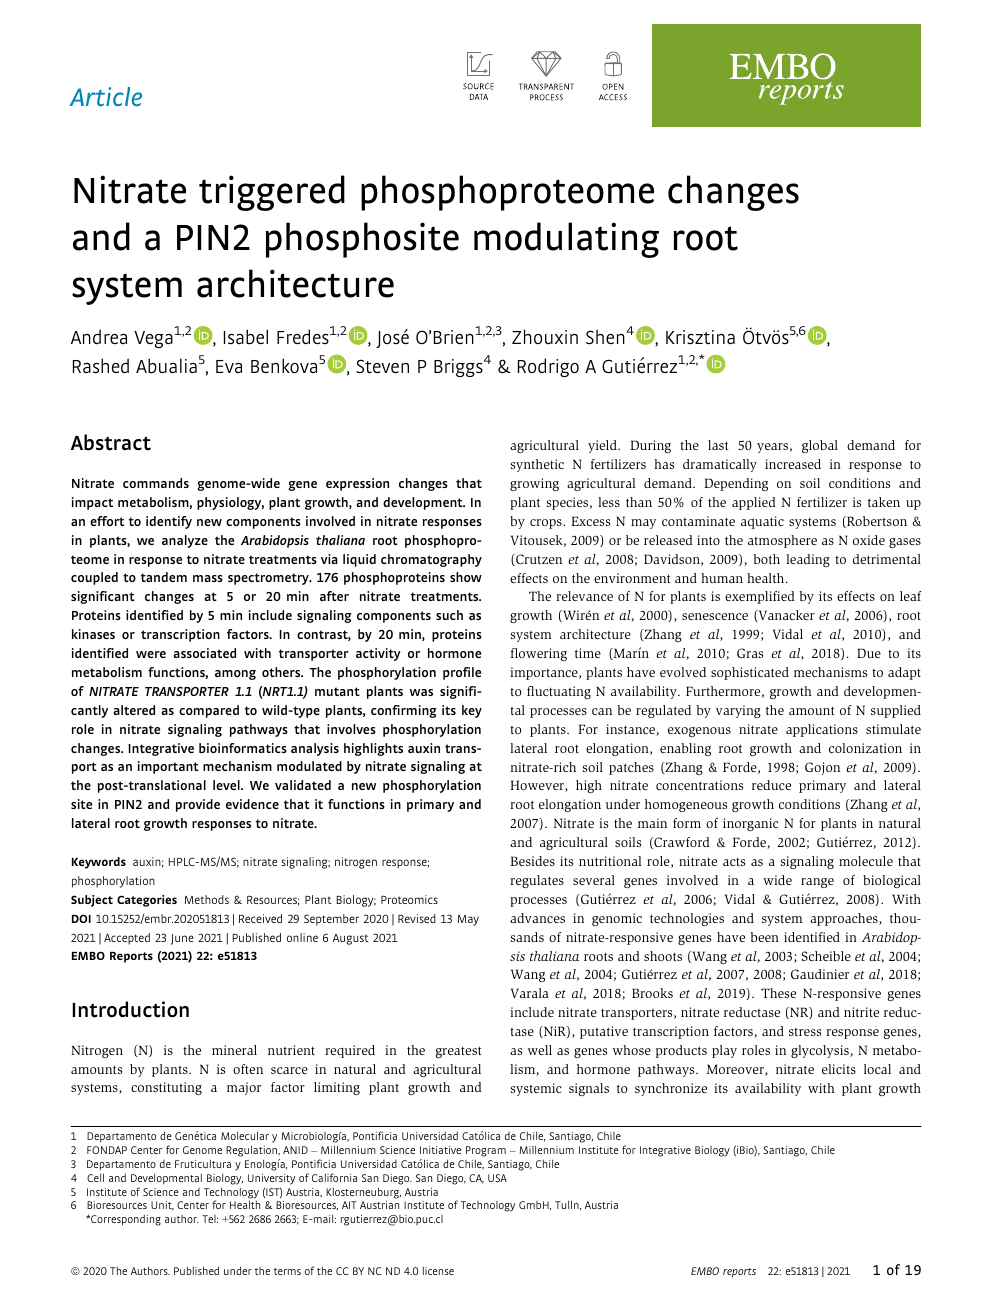 Article
SOURCE
DATA
TRANSPARENT
PROCESS
OPEN
ACCESS
EMBO
reports
Nitrate triggered phosphoproteome changes
and a PIN2 phosphosite modulating root
system architecture
Andrea Vega1,2 iD, Isabel Fredes1,2 iD, José O’Brien1,2,3, Zhouxin Shen4 iD, Krisztina Ötvös5,6 iD,
Rashed Abualia5, Eva Benkova5 iD, Steven P Briggs4 & Rodrigo A Gutiérrez1,2,* iD
Abstract
Nitrate commands genome-wide gene expression changes that
impact metabolism, physiology, plant growth, and development. In
an effort to identify new components involved in nitrate responses
in plants, we analyze the Arabidopsis thaliana root phosphopro-
teome in response to nitrate treatments via liquid chromatography
coupled to tandem mass spectrometry. 176 phosphoproteins show
significant changes at 5 or 20 min after nitrate treatments.
Proteins identified by 5 min include signaling components such as
kinases or transcription factors. In contrast, by 20 min, proteins
identified were associated with transporter activity or hormone
metabolism functions, among others. The phosphorylation profile
of NITRATE TRANSPORTER 1.1 (NRT1.1) mutant plants was signifi-
cantly altered as compared to wild-type plants, confirming its key
role in nitrate signaling pathways that involves phosphorylation
changes. Integrative bioinformatics analysis highlights auxin trans-
port as an important mechanism modulated by nitrate signaling at
the post-translational level. We validated a new phosphorylation
site in PIN2 and provide evidence that it functions in primary and
lateral root growth responses to nitrate.
Keywords auxin; HPLC-MS/MS; nitrate signaling; nitrogen response;
phosphorylation
Subject Categories Methods & Resources; Plant Biology; Proteomics
DOI 10.15252/embr.202051813 | Received 29 September 2020 | Revised 13 May
2021 | Accepted 23 June 2021 | Published online 6 August 2021
EMBO Reports (2021) 22: e51813
Introduction
Nitrogen (N) is the mineral nutrient required in the greatest
amounts by plants. N is often scarce in natural and agricultural
systems, constituting a major factor limiting plant growth and
agricultural yield. During the last 50 years, global demand for
synthetic N fertilizers has dramatically increased in response to
growing agricultural demand. Depending on soil conditions and
plant species, less than 50% of the applied N fertilizer is taken up
by crops. Excess N may contaminate aquatic systems (Robertson &
Vitousek, 2009) or be released into the atmosphere as N oxide gases
(Crutzen et al, 2008; Davidson, 2009), both leading to detrimental
effects on the environment and human health.
The relevance of N for plants is exemplified by its effects on leaf
growth (Wirén et al, 2000), senescence (Vanacker et al, 2006), root
system architecture (Zhang et al, 1999; Vidal et al, 2010), and
flowering time (Marín et al, 2010; Gras et al, 2018). Due to its
importance, plants have evolved sophisticated mechanisms to adapt
to fluctuating N availability. Furthermore, growth and developmen-
tal processes can be regulated by varying the amount of N supplied
to plants. For instance, exogenous nitrate applications stimulate
lateral root elongation, enabling root growth and colonization in
nitrate-rich soil patches (Zhang & Forde, 1998; Gojon et al, 2009).
However, high nitrate concentrations reduce primary and lateral
root elongation under homogeneous growth conditions (Zhang et al,
2007). Nitrate is the main form of inorganic N for plants in natural
and agricultural soils (Crawford & Forde, 2002; Gutiérrez, 2012).
Besides its nutritional role, nitrate acts as a signaling molecule that
regulates several genes involved in a wide range of biological
processes (Gutiérrez et al, 2006; Vidal & Gutiérrez, 2008). With
advances in genomic technologies and system approaches, thou-
sands of nitrate-responsive genes have been identified in Arabidop-
sis thaliana roots and shoots (Wang et al, 2003; Scheible et al, 2004;
Wang et al, 2004; Gutiérrez et al, 2007, 2008; Gaudinier et al, 2018;
Varala et al, 2018; Brooks et al, 2019). These N-responsive genes
include nitrate transporters, nitrate reductase (NR) and nitrite reduc-
tase (NiR), putative transcription factors, and stress response genes,
as well as genes whose products play roles in glycolysis, N metabo-
lism, and hormone pathways. Moreover, nitrate elicits local and
systemic signals to synchronize its availability with plant growth
1 Departamento de Genética Molecular y Microbiología, Pontificia Universidad Católica de Chile, Santiago, Chile
2 FONDAP Center for Genome Regulation, ANID – Millennium Science Initiative Program – Millennium Institute for Integrative Biology (iBio), Santiago, Chile
3 Departamento de Fruticultura y Enología, Pontificia Universidad Católica de Chile, Santiago, Chile
4 Cell and Developmental Biology, University of California San Diego. San Diego, CA, USA
5 Institute of Science and Technology (IST) Austria, Klosterneuburg, Austria
6 Bioresources Unit, Center for Health & Bioresources, AIT Austrian Institute of Technology GmbH, Tulln, Austria
*Corresponding author. Tel: +562 2686 2663; E-mail: rgutierrez@bio.puc.cl
© 2020 The Authors. Published under the terms of the CC BY NC ND 4.0 license
EMBO reports 22: e51813 | 2021 1 of 19